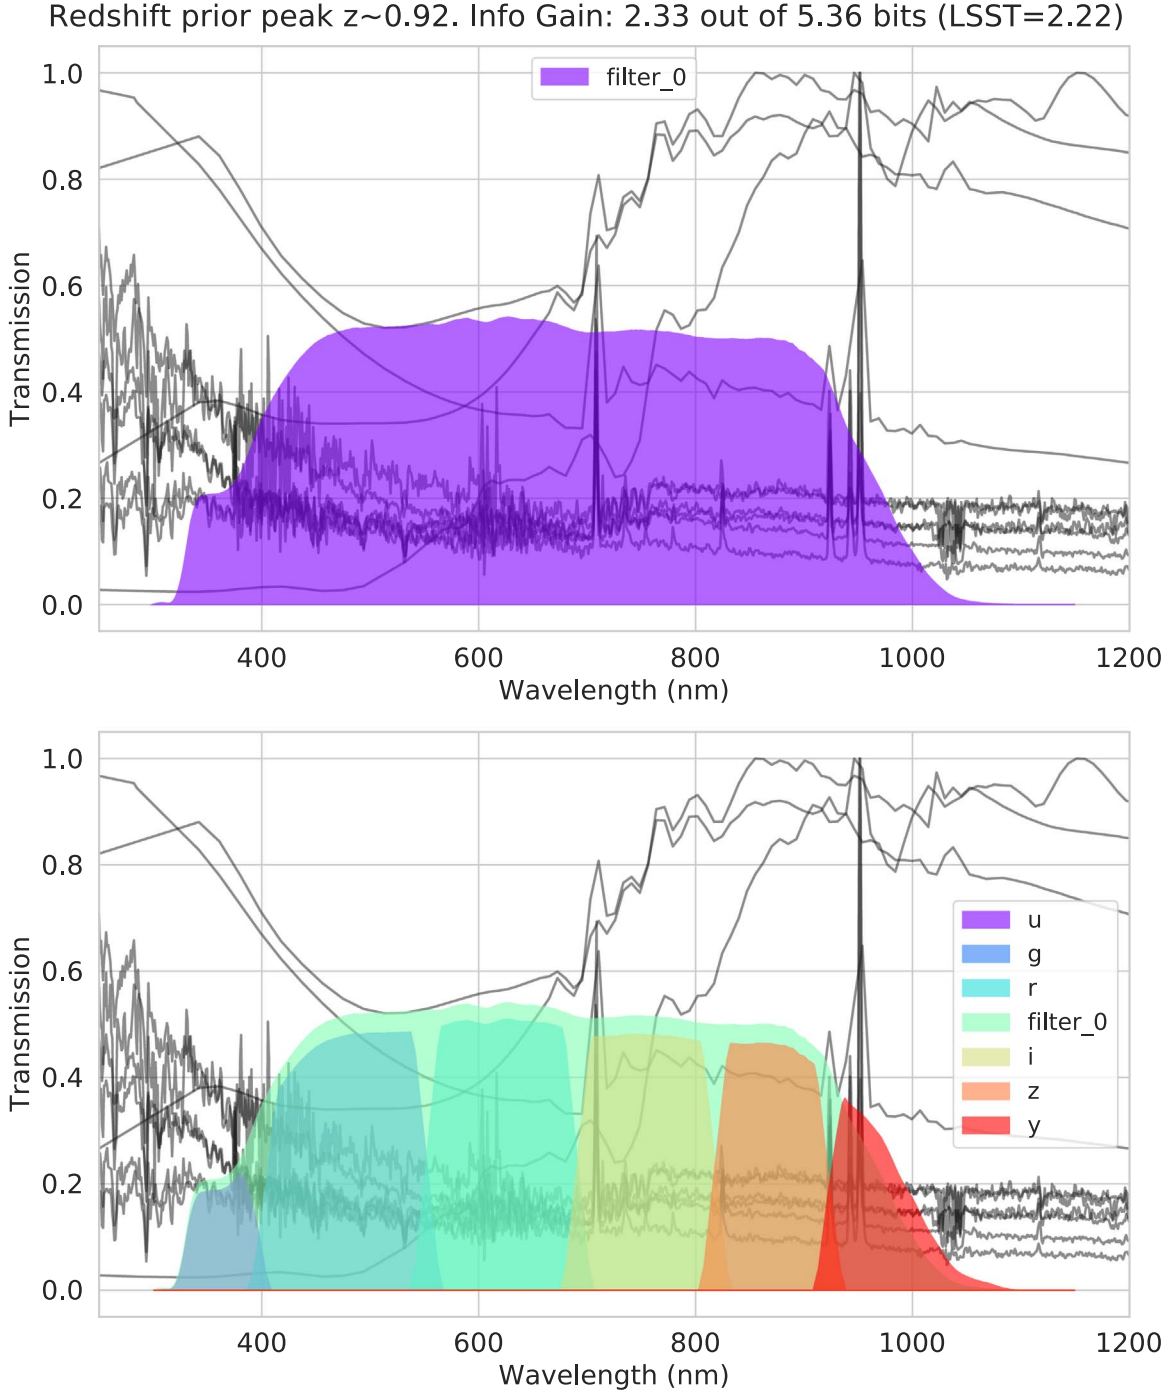 Redshift prior peak z~0.92. Info Gain: 2.33 out of 5.36 bits (LSST=2.22)
filter_0
1.0
0.8
0.6
0.4
0.2
0.0
Transmission
400 600 800 1000 1200
Wavelength (nm)
1.0
0.8
0.6
0.4
0.2
0.0
Transmission
u
g
r
filter_0
i
z
y
400 600 800 1000 1200
Wavelength (nm)